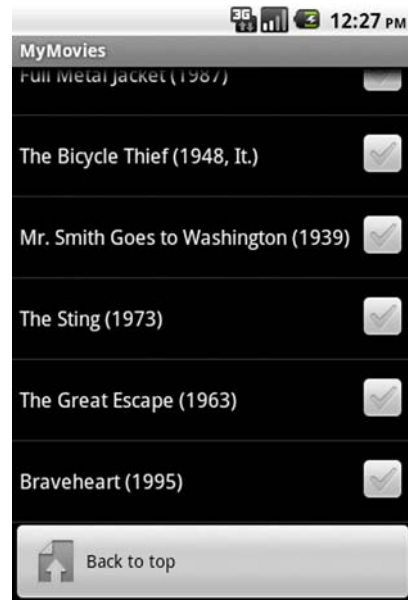 3G 12:27 PM
MyMovies
Full Metal Jacket (1987)
The Bicycle Thief (1948, It.)
Mr. Smith Goes to Washington (1939)
The Sting (1973)
The Great Escape (1963)
Braveheart (1995)
Back to top